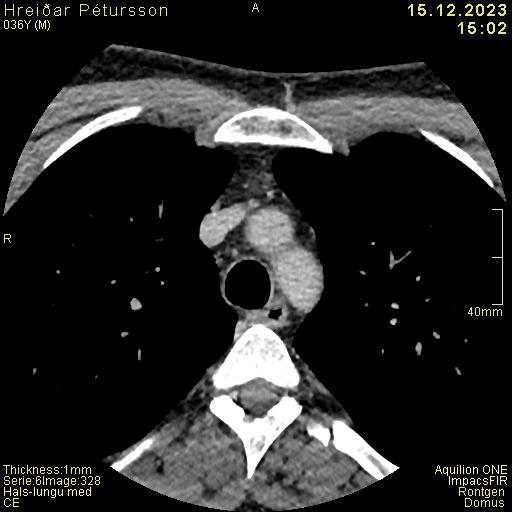 Hreiðar Pétursson
036Y (M)
A
15.12.2023
15:02
R
40mm
Thickness:1mm
Serie:6Image:328
Hals-lungu med
CE
Aquilion ONE
ImpacsFIR
Rontgen
Domus